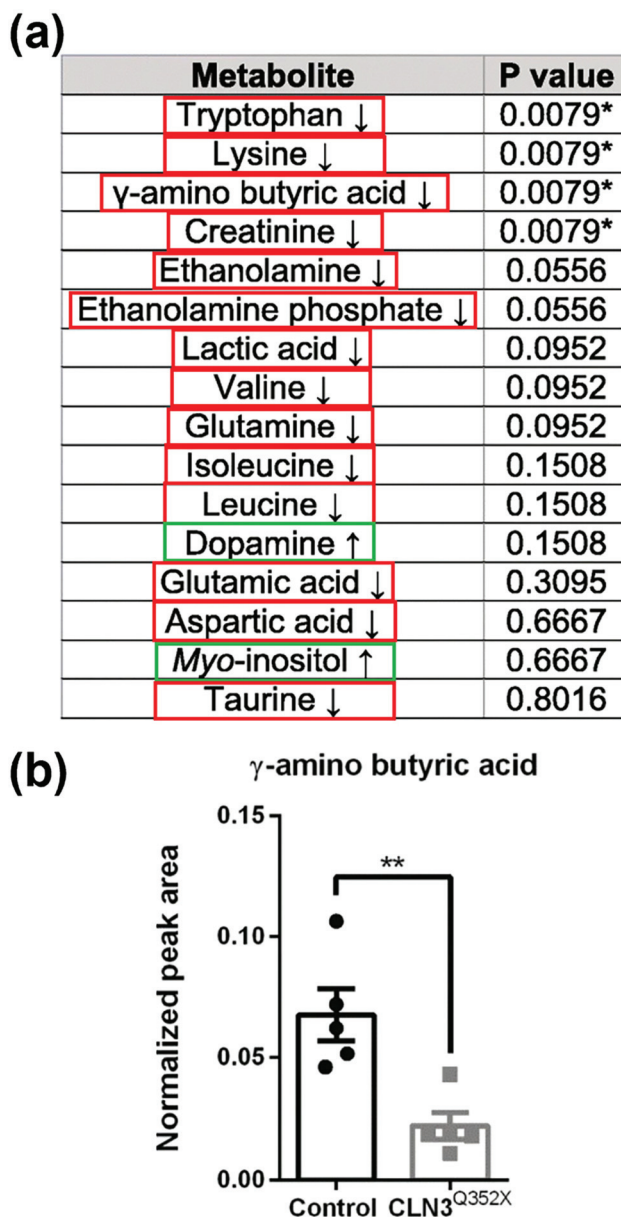 (a)
Metabolite P value
Tryptophan ↓ 0.0079*
Lysine ↓ 0.0079*
γ-amino butyric acid ↓ 0.0079*
Creatinine ↓ 0.0079*
Ethanolamine ↓ 0.0556
Ethanolamine phosphate ↓ 0.0556
Lactic acid ↓ 0.0952
Valine ↓ 0.0952
Glutamine ↓ 0.0952
Isoleucine ↓ 0.1508
Leucine ↓ 0.1508
Dopamine ↑ 0.1508
Glutamic acid ↓ 0.3095
Aspartic acid ↓ 0.6667
Myo-inositol ↑ 0.6667
Taurine ↓ 0.8016
(b)
γ-amino butyric acid
Normalized peak area
0.15
**
0.10
0.05
0.00
Control CLN3Q352X